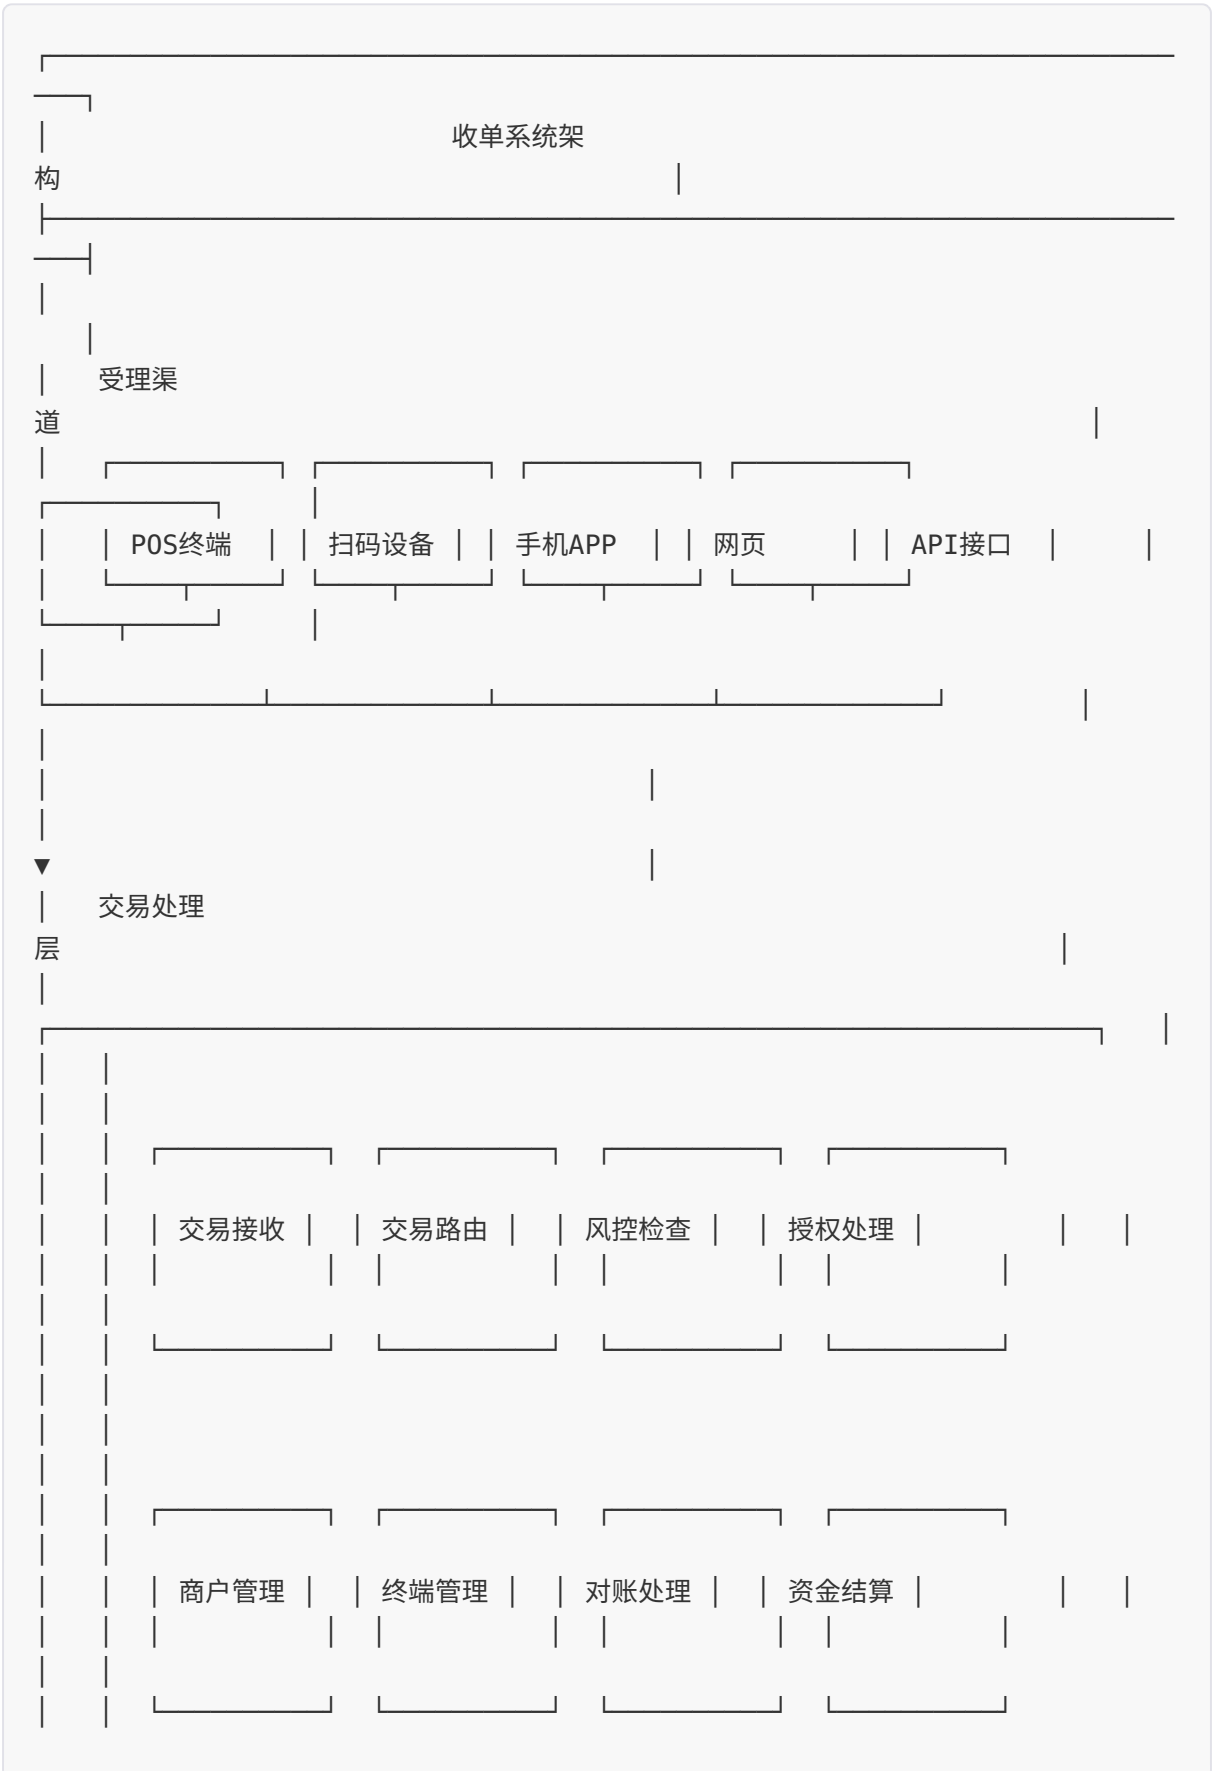 收单系统架
构
受理渠
道
POS终端 扫码设备 手机APP 网页 API接口
▼
交易处理
层
交易接收 交易路由 风控检查 授权处理
商户管理 终端管理 对账处理 资金结算